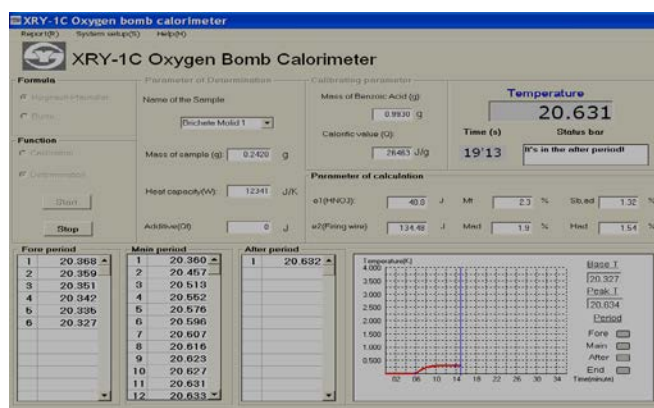 XRY-1C Oxygen bomb calorimeter
Report(R) System setup(S) Help(H)
XRY-1C Oxygen Bomb Calorimeter
Formula
Function
Start
Stop
Parameter of Determination
Name of the Sample
Brichete Molid 1
Mass of sample (g): 0.2420 g
Heat capacity(W): 12341 J/K
Additive(Ql): 0 J
Calibrating parameter
Mass of Benzoic Acid (g):
0.9930 g
Calorific value (Q):
26463 J/g
Temperature
20.631
Time (s) Status bar
19'13 It's in the after period!
Parameter of calculation
e1(HNO3): 40.0 J Mt 2.3 % Sb,ad 1.32 %
e2(Firing wire) 134.48 J Mad 1.9 % Had 1.54 %
Fore period
1 20.368
2 20.359
3 20.351
4 20.342
5 20.335
6 20.327
Main period
1 20.360
2 20.457
3 20.513
4 20.552
5 20.576
6 20.596
7 20.607
8 20.616
9 20.623
10 20.627
11 20.631
12 20.633
After period
1 20.632
Temperature(K)
4.000
3.500
3.000
2.500
2.000
1.500
1.000
0.500
02 06 10 14 18 22 26 30 34 Time(minute)
Base T
20.327
Peak T
20.634
Period
Fore
Main
After
End